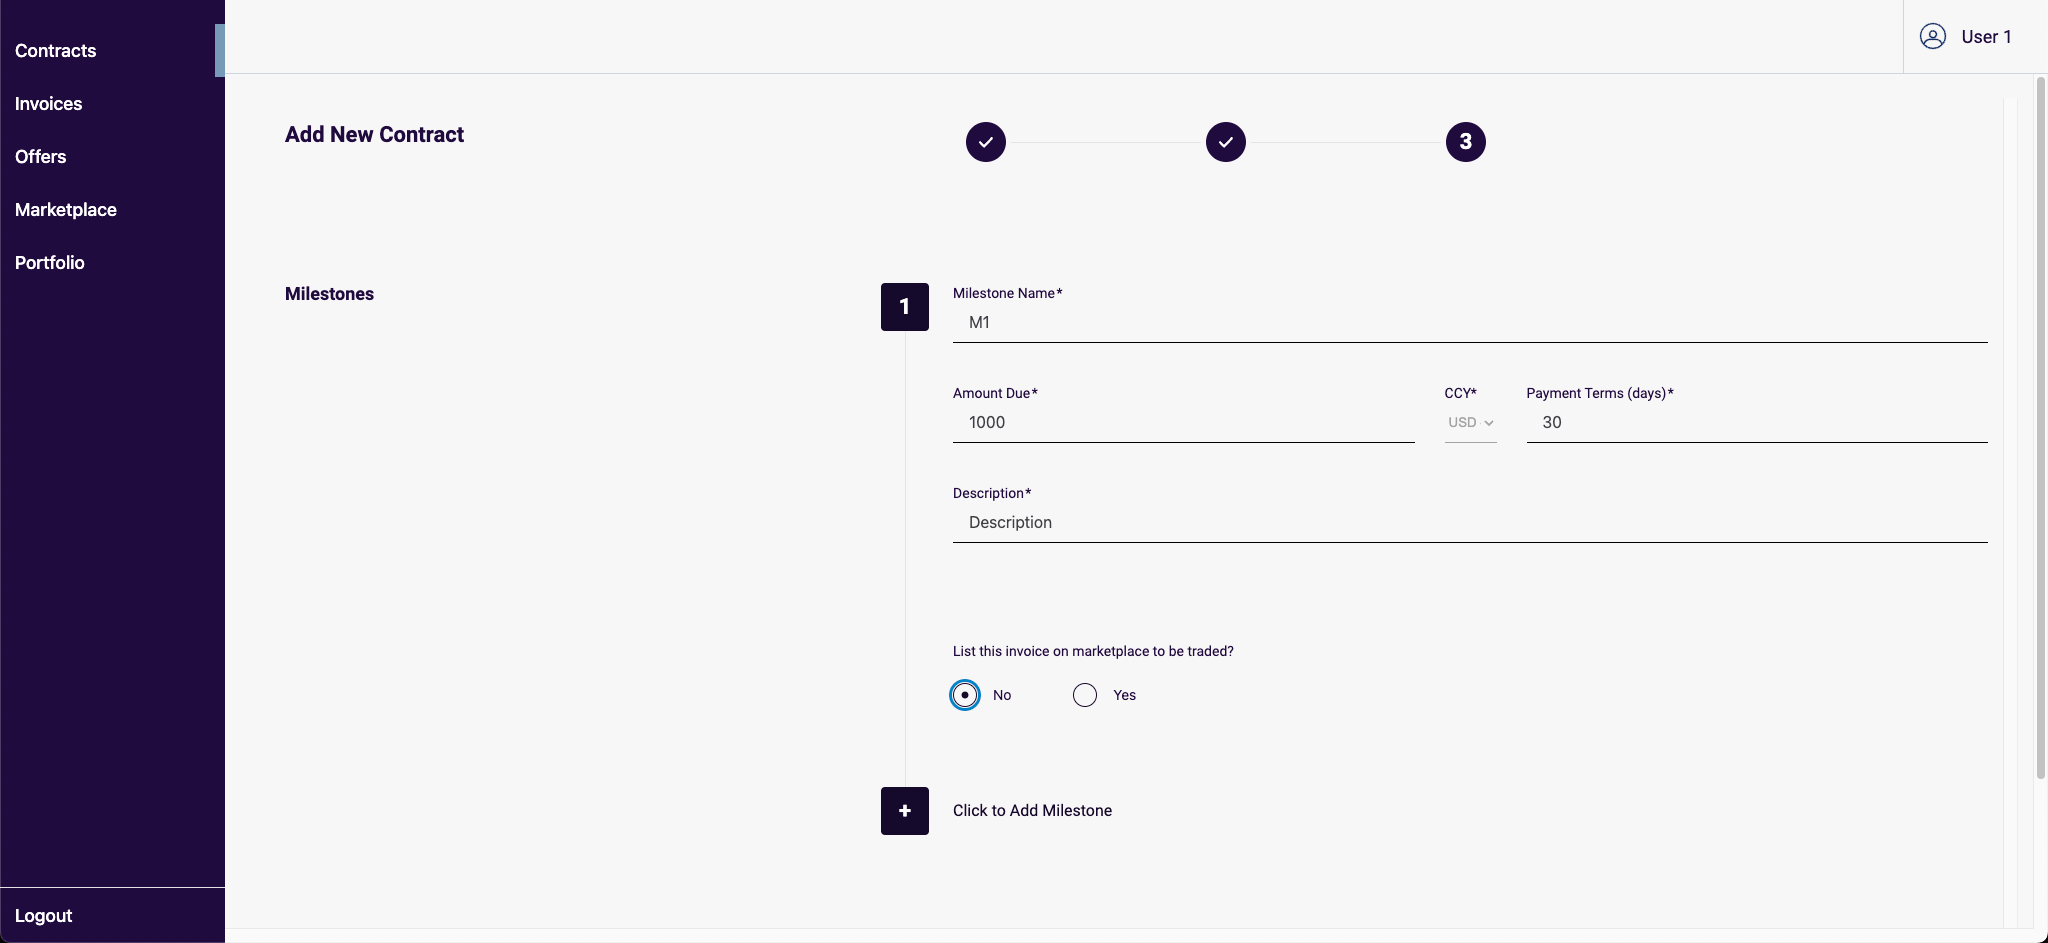 Contracts
Invoices
Offers
Marketplace
Portfolio
Logout
User 1
Add New Contract
3
Milestones
1
Milestone Name*
M1
Amount Due*
CCY*
Payment Terms (days)*
1000
USD
30
Description*
Description
List this invoice on marketplace to be traded?
No
Yes
+
Click to Add Milestone